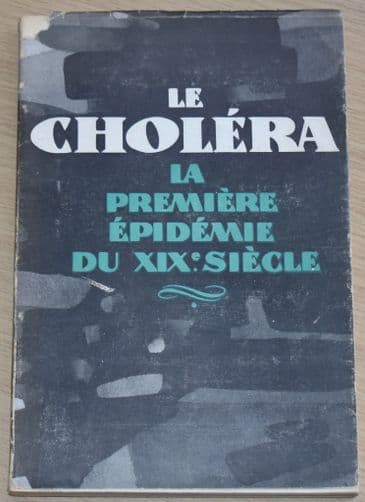 LE
CHOLÉRA
LA
PREMIÈRE
ÉPIDÉMIE
DU XIXe. SIÈCLE